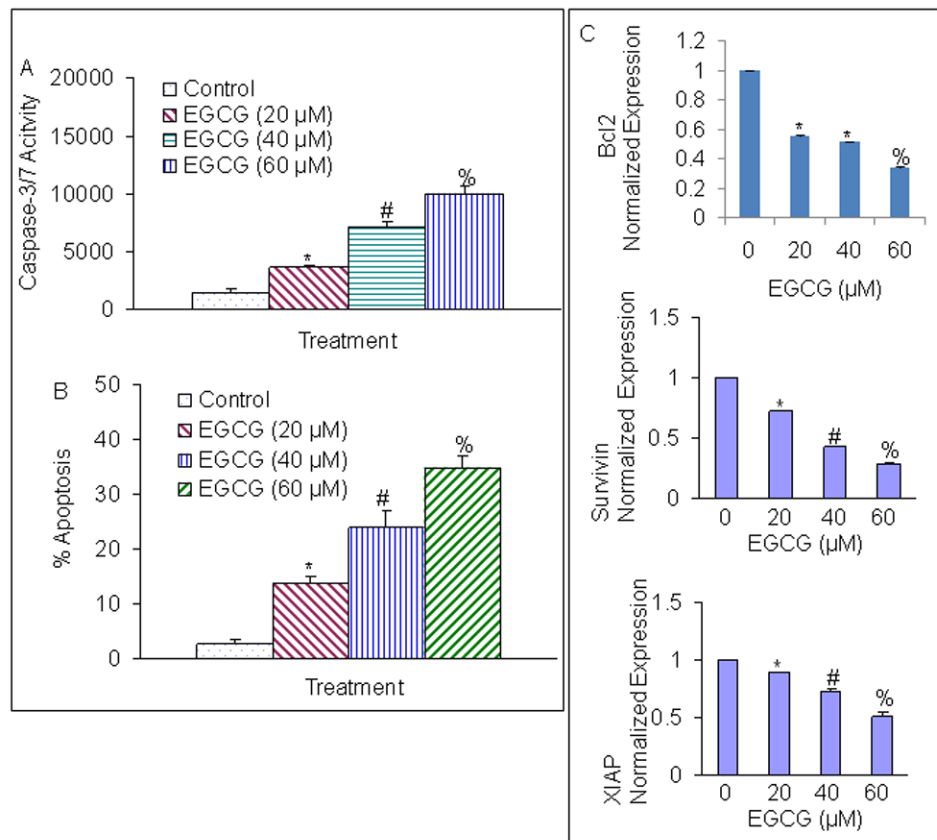 A
20000
15000
10000
5000
0
Caspase-3/7 Acitvity
Control
EGCG (20 µM)
EGCG (40 µM)
EGCG (60 µM)
*
#
%
Treatment
B
50
40
30
20
10
0
% Apoptosis
Control
EGCG (20 µM)
EGCG (40 µM)
EGCG (60 µM)
*
#
%
Treatment
C
Bcl2
Normalized Expression
1.2
1
0.8
0.6
0.4
0.2
0
*
*
%
0 20 40 60
EGCG (µM)
Survivin
Normalized Expression
1.5
1
0.5
0
*
#
%
0 20 40 60
EGCG (µM)
XIAP
Normalized Expression
1.5
1
0.5
0
*
#
%
0 20 40 60
EGCG (µM)